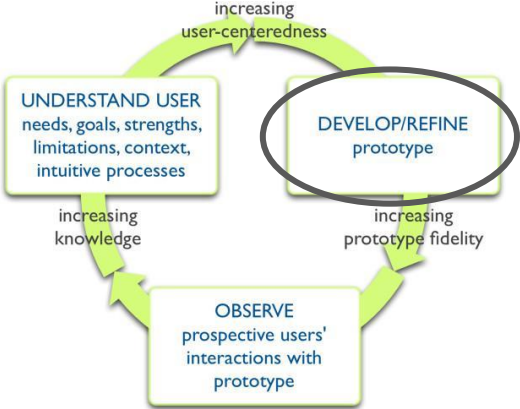 increasing
user-centeredness
UNDERSTAND USER
needs, goals, strengths,
limitations, context,
intuitive processes
DEVELOP/REFINE
prototype
increasing
prototype fidelity
OBSERVE
prospective users'
interactions with
prototype
increasing
knowledge